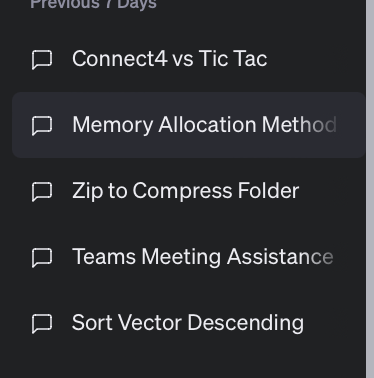 Previous 7 Days
Connect4 vs Tic Tac
Memory Allocation Method
Zip to Compress Folder
Teams Meeting Assistance
Sort Vector Descending